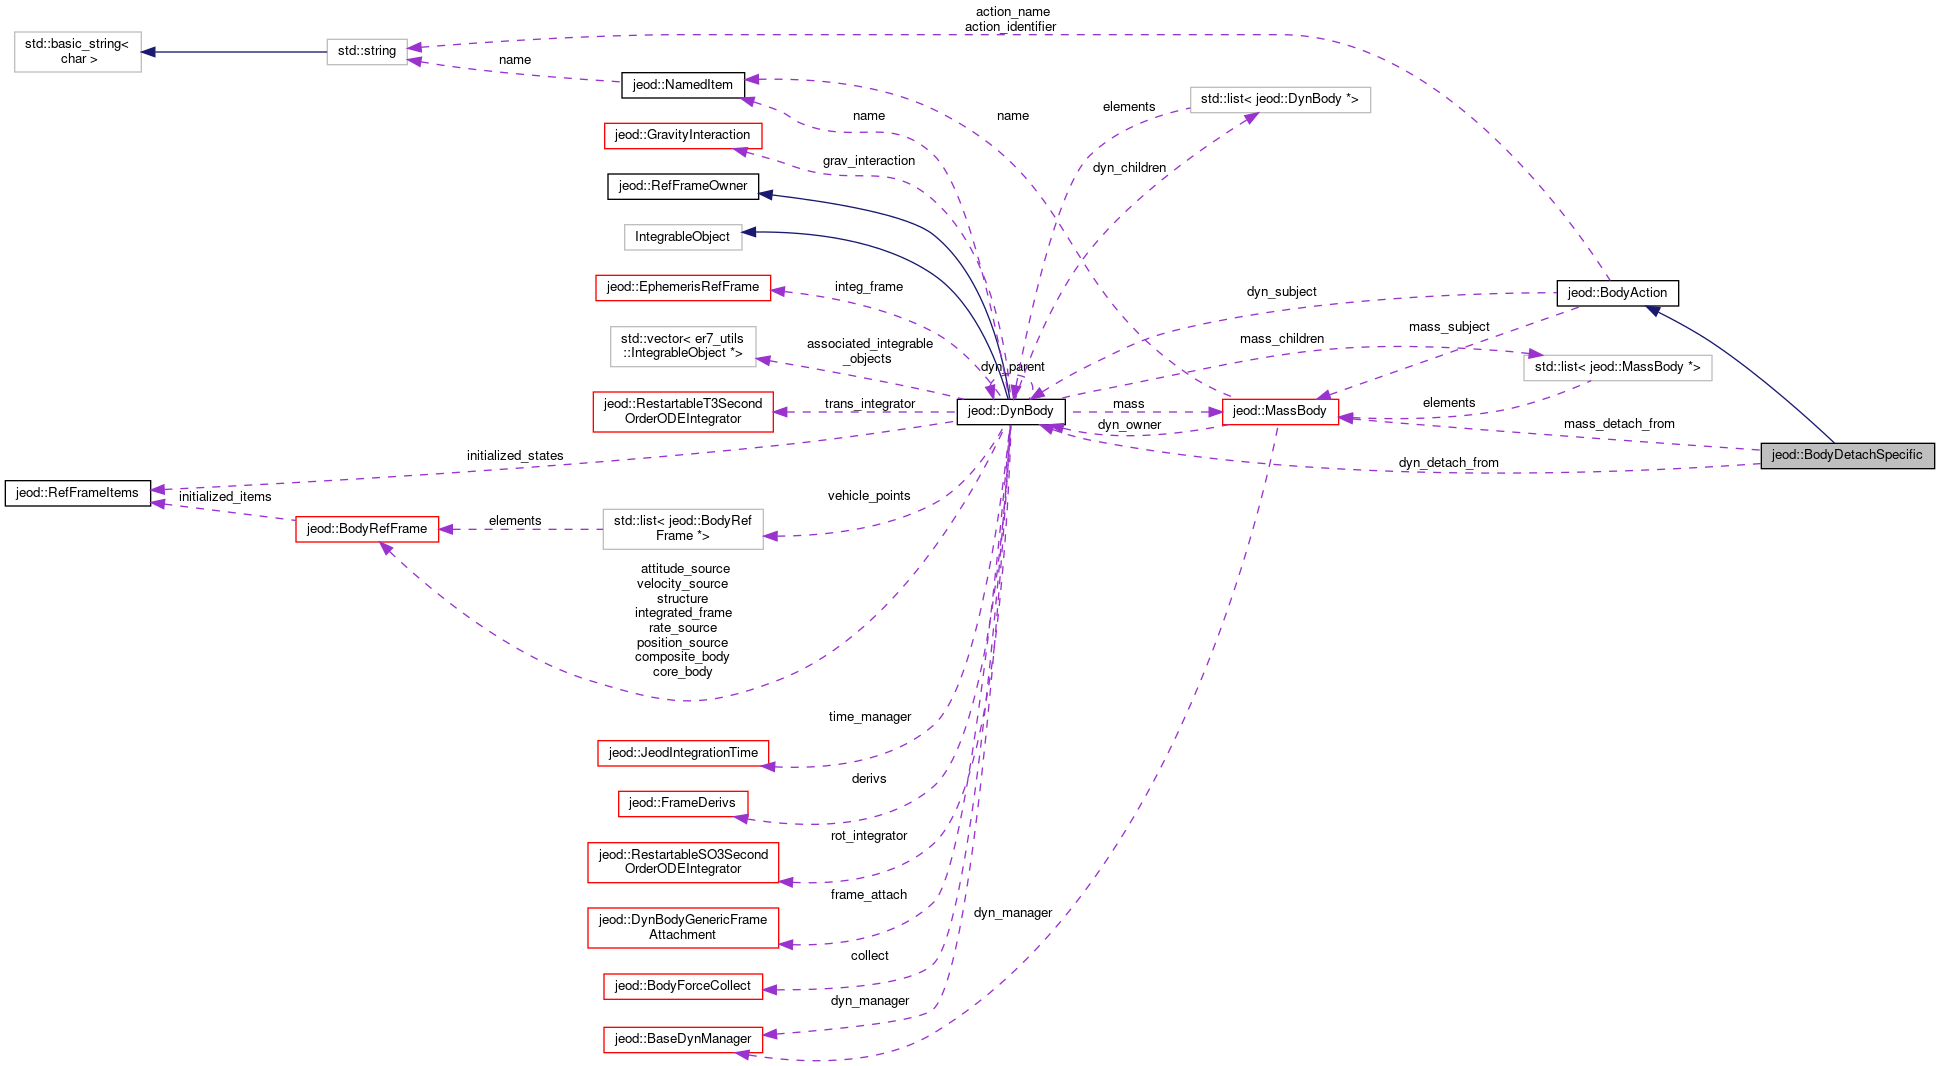 action_name
action_identifier
std::basic_string<
char >
std::string
name
jeod::NamedItem
std::list< jeod::DynBody *>
elements
name
name
jeod::GravityInteraction
grav_interaction
dyn_children
jeod::RefFrameOwner
IntegrableObject
jeod::EphemerisRefFrame
integ_frame
dyn_subject
jeod::BodyAction
std::vector< er7_utils
::IntegrableObject *>
associated_integrable
_objects
mass_subject
mass_children
dyn_parent
std::list< jeod::MassBody *>
jeod::RestartableT3Second
OrderODEIntegrator
trans_integrator
jeod::DynBody
mass
jeod::MassBody
elements
dyn_owner
mass_detach_from
initialized_states
dyn_detach_from
jeod::BodyDetachSpecific
jeod::RefFrameItems
initialized_items
vehicle_points
jeod::BodyRefFrame
elements
std::list< jeod::BodyRef
Frame *>
attitude_source
velocity_source
structure
integrated_frame
rate_source
position_source
composite_body
core_body
time_manager
jeod::JeodIntegrationTime
derivs
jeod::FrameDerivs
rot_integrator
jeod::RestartableSO3Second
OrderODEIntegrator
frame_attach
jeod::DynBodyGenericFrame
Attachment
dyn_manager
collect
jeod::BodyForceCollect
dyn_manager
jeod::BaseDynManager